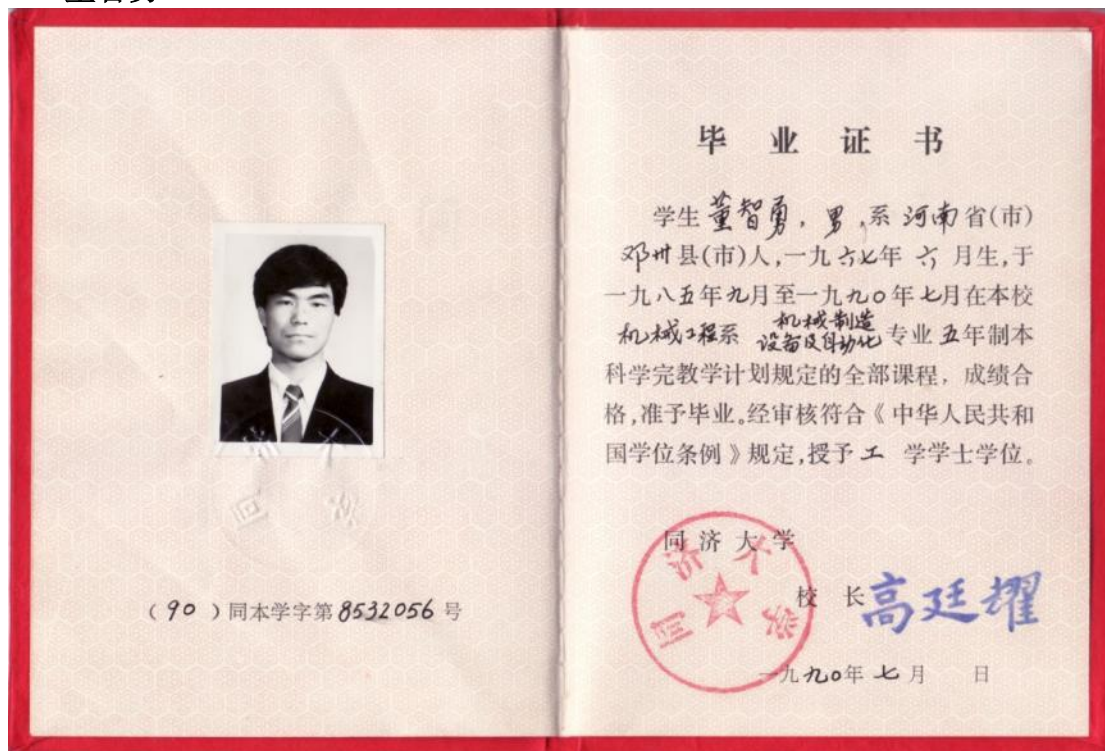 （90）同本学字第8532056号
毕业证书
学生董智勇，男，系河南省(市)
邓州县(市)人，一九六七年六月生，于
一九八五年九月至一九九〇年七月在本校
机械工程系 机械制造
设备及自动化专业五年制本
科学完教学计划规定的全部课程，成绩合
格，准予毕业。经审核符合《中华人民共和
国学位条例》规定，授予工 学学士学位。
同济大学
同济大学
校 长 高廷耀
一九九〇年七月 日